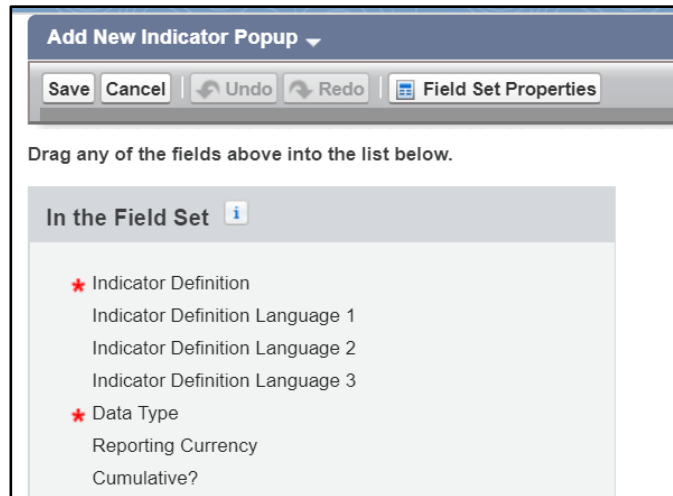 Add New Indicator Popup
Save Cancel Undo Redo Field Set Properties
Drag any of the fields above into the list below.
In the Field Set i
* Indicator Definition
Indicator Definition Language 1
Indicator Definition Language 2
Indicator Definition Language 3
* Data Type
Reporting Currency
Cumulative?